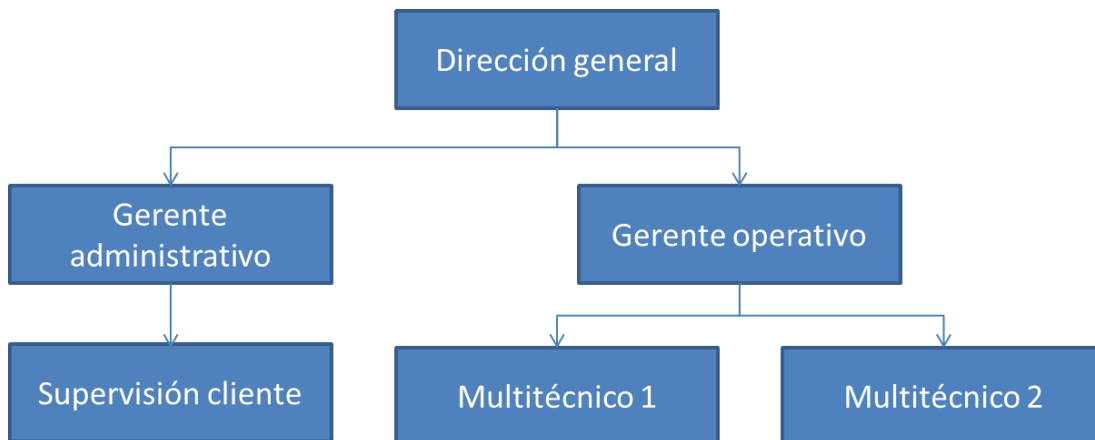 Dirección general
Gerente
administrativo
Gerente operativo
Supervisión cliente
Multitécnico 1
Multitécnico 2